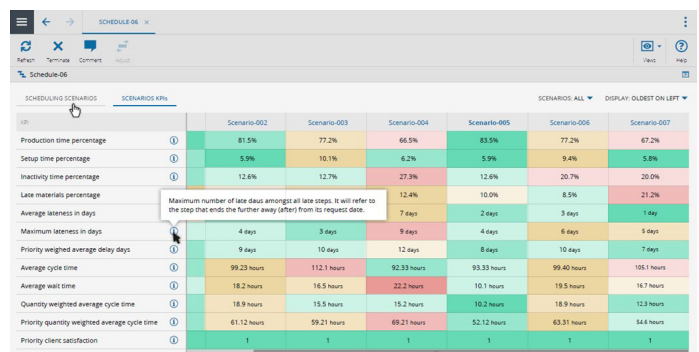 SCHEDULE-06 ×
Refresh Terminate Comment Adjust Views Help
Schedule-06
SCHEDULING SCENARIOS SCENARIOS KPIs SCENARIOS: ALL DISPLAY: OLDEST ON LEFT
KPI Scenario-002 Scenario-003 Scenario-004 Scenario-005 Scenario-006 Scenario-007
Production time percentage 81.5% 77.2% 66.5% 83.5% 77.2% 67.2%
Setup time percentage 5.9% 10.1% 6.2% 5.9% 9.4% 5.8%
Inactivity time percentage 12.6% 12.7% 27.3% 12.6% 20.7% 20.0%
Late materials percentage 12.4% 10.0% 8.5% 21.2%
Maximum number of late daus amongst all late steps. It will refer to
the step that ends the further away (after) from its request date.
Average lateness in days 7 days 2 days 3 days 1 day
Maximum lateness in days 4 days 3 days 9 days 4 days 6 days 5 days
Priority weighted average delay days 9 days 10 days 12 days 8 days 10 days 7 days
Average cycle time 99.23 hours 112.1 hours 92.33 hours 93.33 hours 99.40 hours 105.1 hours
Average wait time 18.2 hours 16.5 hours 22.2 hours 10.1 hours 19.5 hours 16.7 hours
Quantity weighted average cycle time 18.9 hours 15.5 hours 15.2 hours 10.2 hours 18.9 hours 12.3 hours
Priority quantity weighted average cycle time 61.12 hours 59.21 hours 69.21 hours 52.12 hours 63.31 hours 54.6 hours
Priority client satisfaction 1 1 1 1 1 1